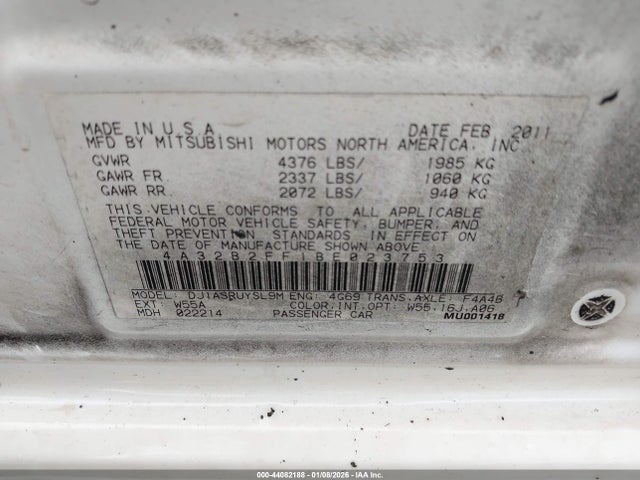 MADE IN U.S.A. DATE FEB 2011
MFD BY MITSUBISHI MOTORS NORTH AMERICA, INC
GVWR 4376 LBS/ 1985 KG
GAWR FR. 2337 LBS/ 1060 KG
GAWR RR. 2072 LBS/ 940 KG
THIS VEHICLE CONFORMS TO ALL APPLICABLE
FEDERAL MOTOR VEHICLE SAFETY, BUMPER, AND
THEFT PREVENTION STANDARDS IN EFFECT ON
THE DATE OF MANUFACTURE SHOWN ABOVE.
4A32B2FF1BE023753
MODEL: DJ1ASRUYSL9M ENG: 4G69 TRANS.AXLE: F4A4B
EXT: W55A COLOR:INT:OPT: W55.16J.A06
MDH 022214 PASSENGER CAR MU001418
000-44082188 - 01/08/2026 - IAA Inc.